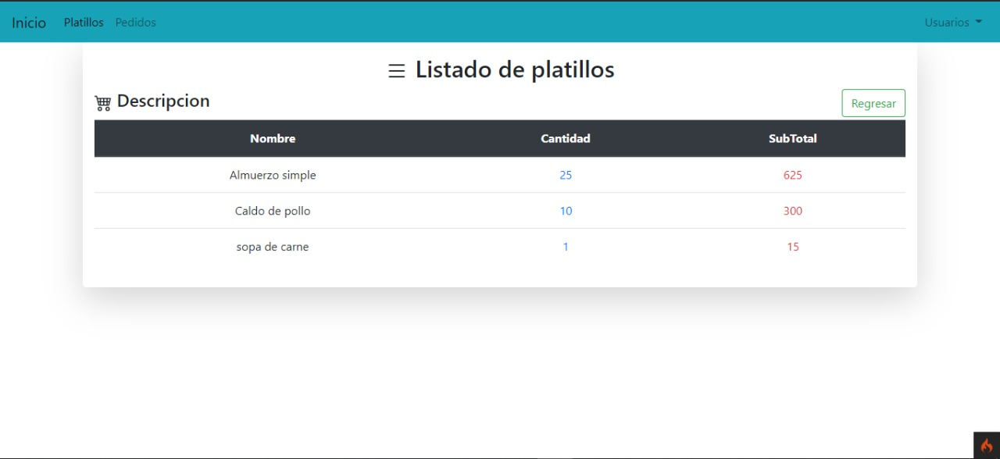 Inicio Platillos Pedidos Usuarios
Listado de platillos
Descripcion Regresar
Nombre Cantidad SubTotal
Almuerzo simple 25 625
Caldo de pollo 10 300
sopa de carne 1 15